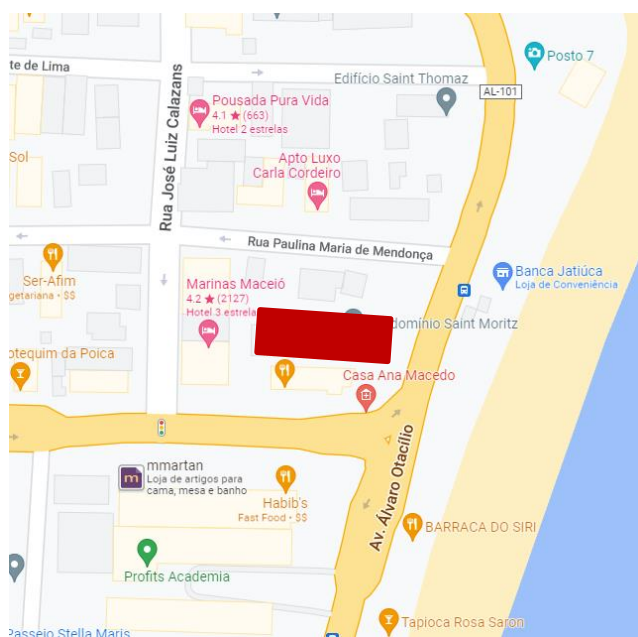 te de Lima
Posto 7
Edifício Saint Thomaz
AL-101
Rua José Luiz Calazans
Pousada Pura Vida
4.1 ★ (663)
Hotel 2 estrelas
Sol
Apto Luxo
Carla Cordeiro
Rua Paulina Maria de Mendonça
Ser-Afim
getariana • $$
Marinas Maceió
4.2 ★ (2127)
Hotel 3 estrela
Banca Jatiúca
Loja de Conveniência
domínio Saint Moritz
otequim da Poica
Casa Ana Macedo
Av. Álvaro Otacílio
m
mmartan
Loja de artigos para
cama, mesa e banho
Habib's
Fast Food • $$
BARRACA DO SIRI
Profits Academia
Tapioca Rosa Saron
Passeio Stella Maris